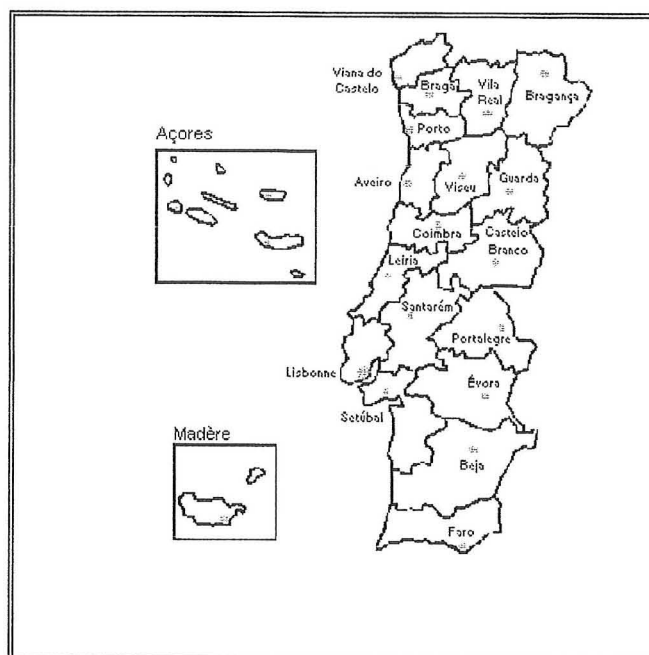 Viana do
Castelo
Braga
Vila
Real
Bragança
Porto
Açores
Aveiro
Viseu
Guarda
Coimbra
Castelo
Branco
Leiria
Santarém
Portalegre
Lisbonne
Évora
Setúbal
Madère
Beja
Faro